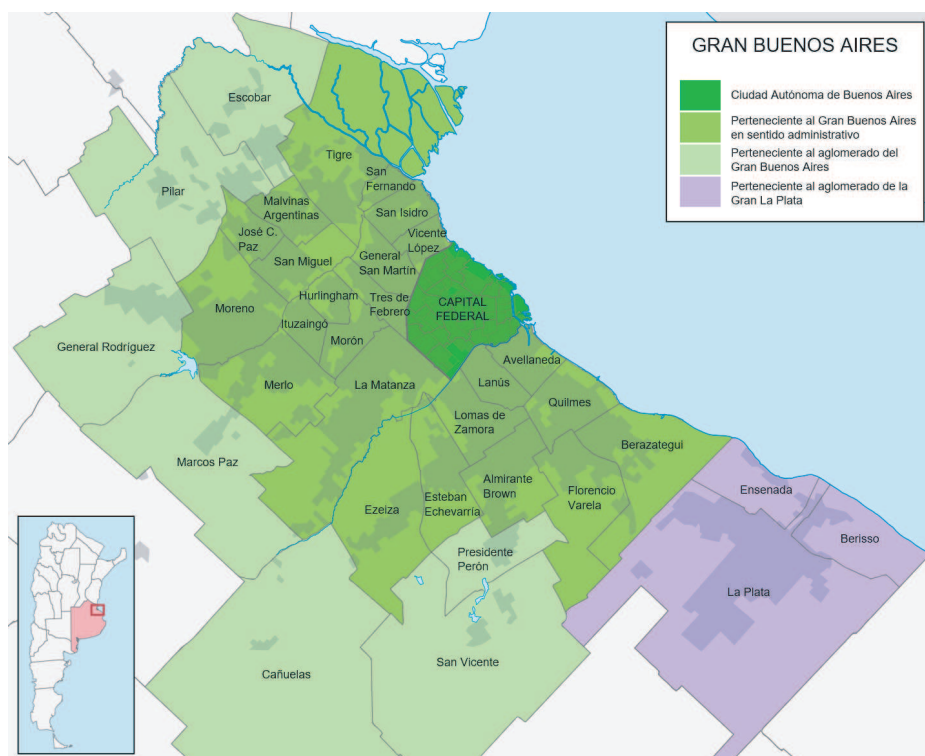 GRAN BUENOS AIRES
Ciudad Autónoma de Buenos Aires
Perteneciente al Gran Buenos Aires
en sentido administrativo
Perteneciente al aglomerado del
Gran Buenos Aires
Perteneciente al aglomerado de la
Gran La Plata
Escobar
Tigre
San
Fernando
Pilar
Malvinas
Argentinas
San Isidro
José C.
Paz
Vicente
López
San Miguel
General
San Martín
Hurlingham
Tres de
Febrero
CAPITAL
FEDERAL
Moreno
Ituzaingó
Morón
General Rodríguez
Avellaneda
Merlo
La Matanza
Lanús
Quilmes
Lomas de
Zamora
Berazategui
Marcos Paz
Almirante
Brown
Florencio
Varela
Ensenada
Ezeiza
Esteban
Echevarría
Berisso
Presidente
Perón
La Plata
San Vicente
Cañuelas